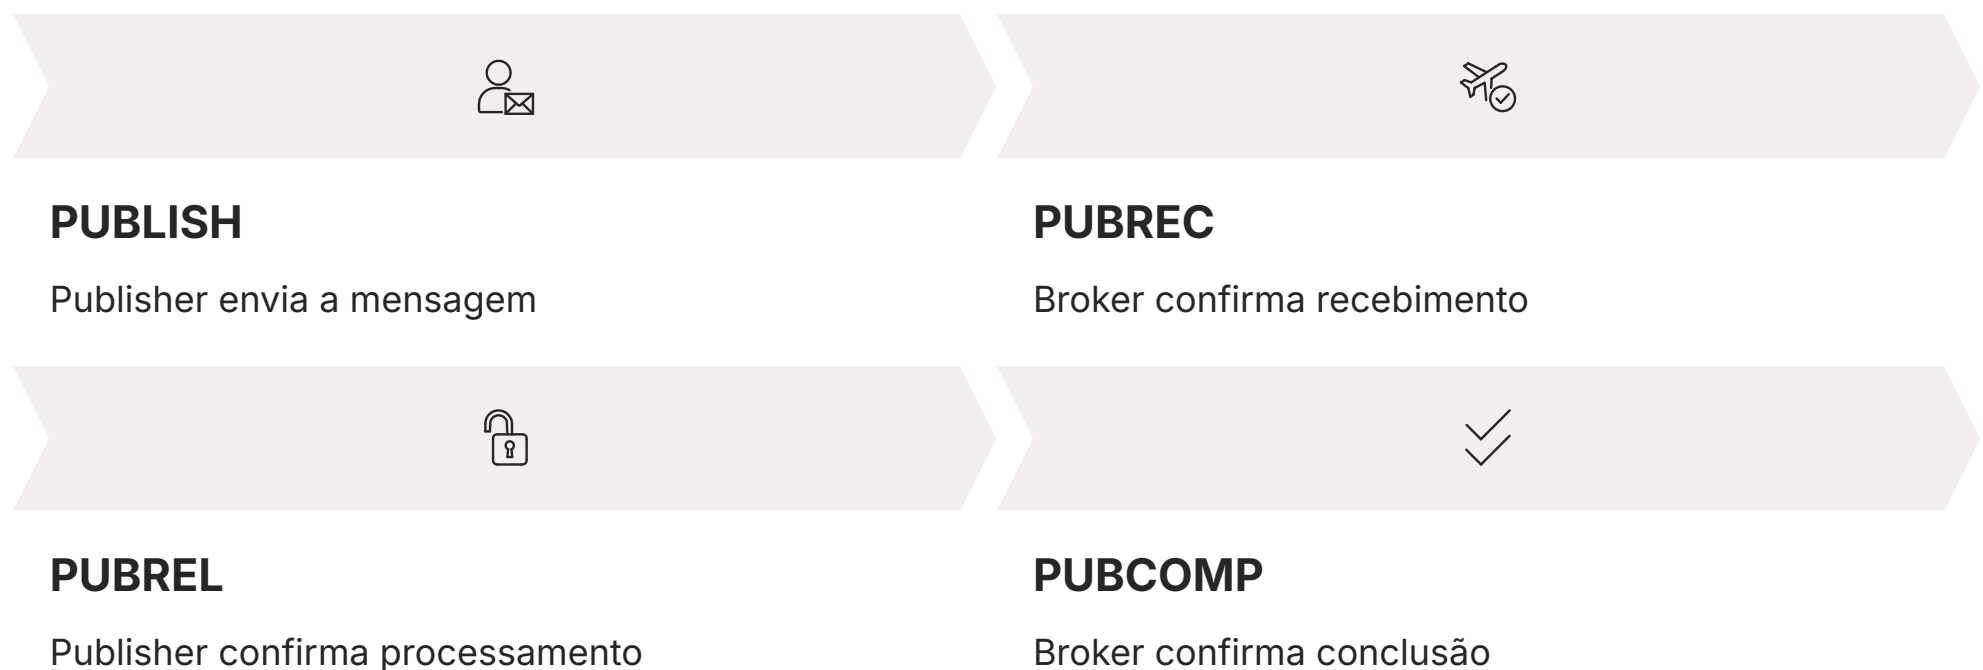 PUBLISH
Publisher envia a mensagem
PUBREC
Broker confirma recebimento
PUBREL
Publisher confirma processamento
PUBCOMP
Broker confirma conclusão